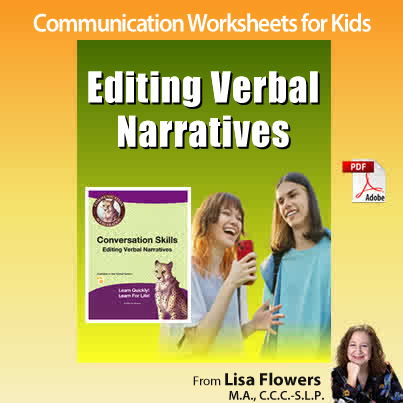 Communication Worksheets for Kids
Editing Verbal
Narratives
PDF
Adobe
Conversation Skills
Editing Verbal Narratives
Learn Quickly!
Learn For Life!
From Lisa Flowers
M.A., C.C.C.-S.L.P.